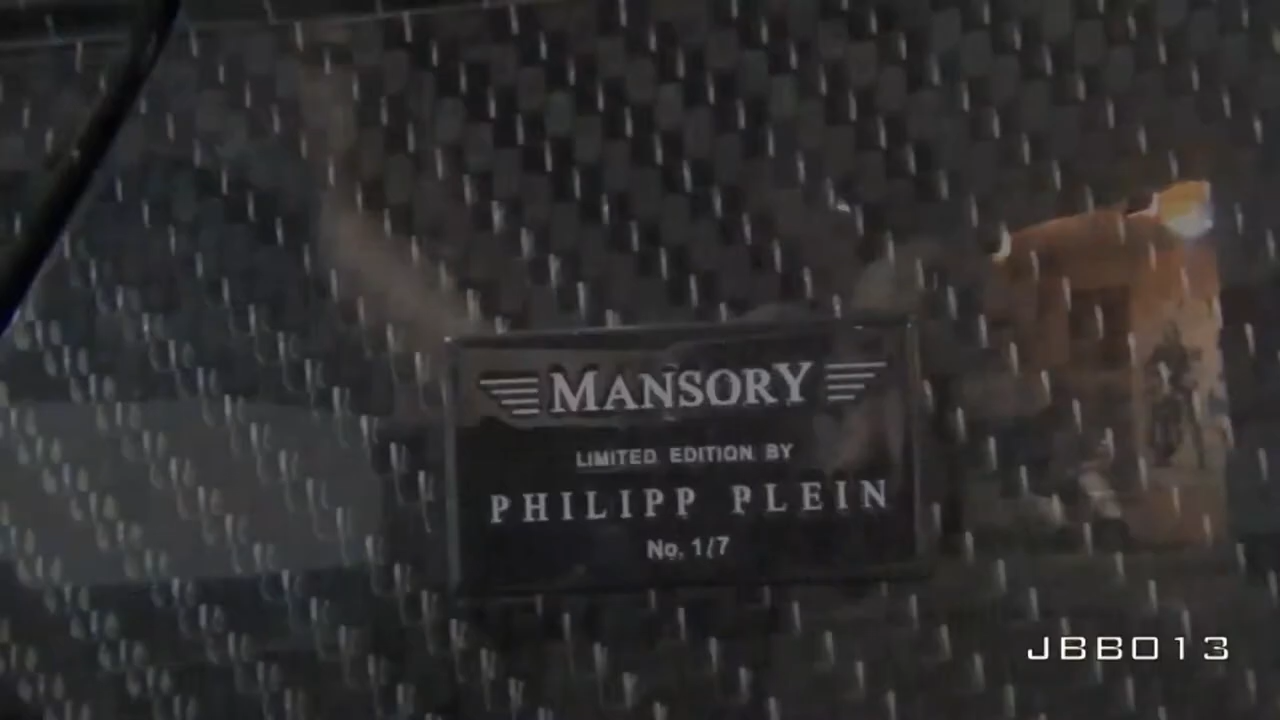 MANSORY
LIMITED EDITION BY
PHILIPP PLEIN
No. 1/7
JBB013